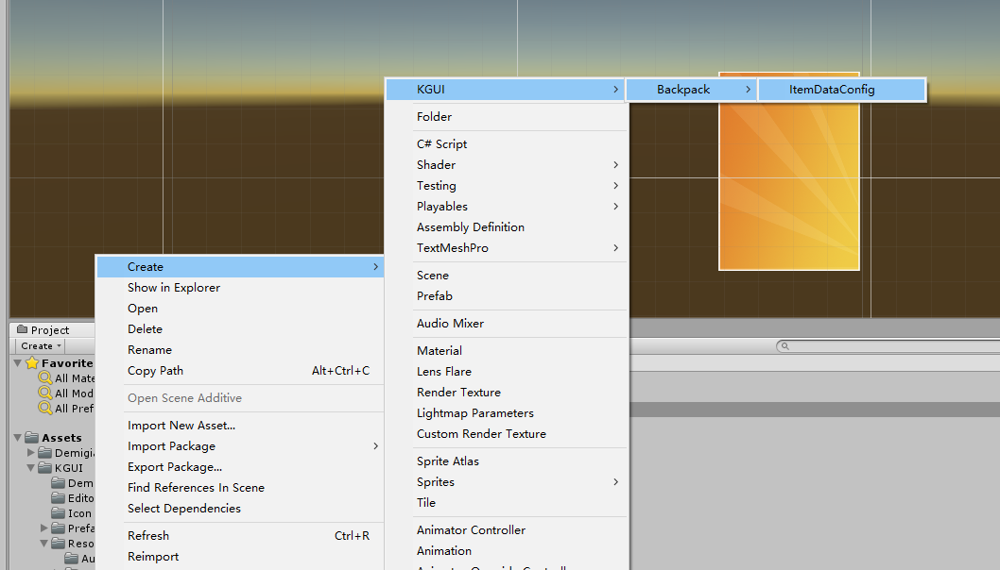 KGUI
Backpack
ItemDataConfig
Folder
C# Script
Shader
Testing
Playables
Assembly Definition
TextMeshPro
Scene
Prefab
Audio Mixer
Material
Lens Flare
Render Texture
Lightmap Parameters
Custom Render Texture
Sprite Atlas
Sprites
Tile
Animator Controller
Animation
Create
Show in Explorer
Open
Delete
Rename
Copy Path Alt+Ctrl+C
Open Scene Additive
Import New Asset...
Import Package
Export Package...
Find References In Scene
Select Dependencies
Refresh Ctrl+R
Reimport
Project
Create
Favorite
All Mate
All Mod
All Pref
Assets
Demigi
KGUI
Dem
Edito
Icon
Prefa
Reso
Au